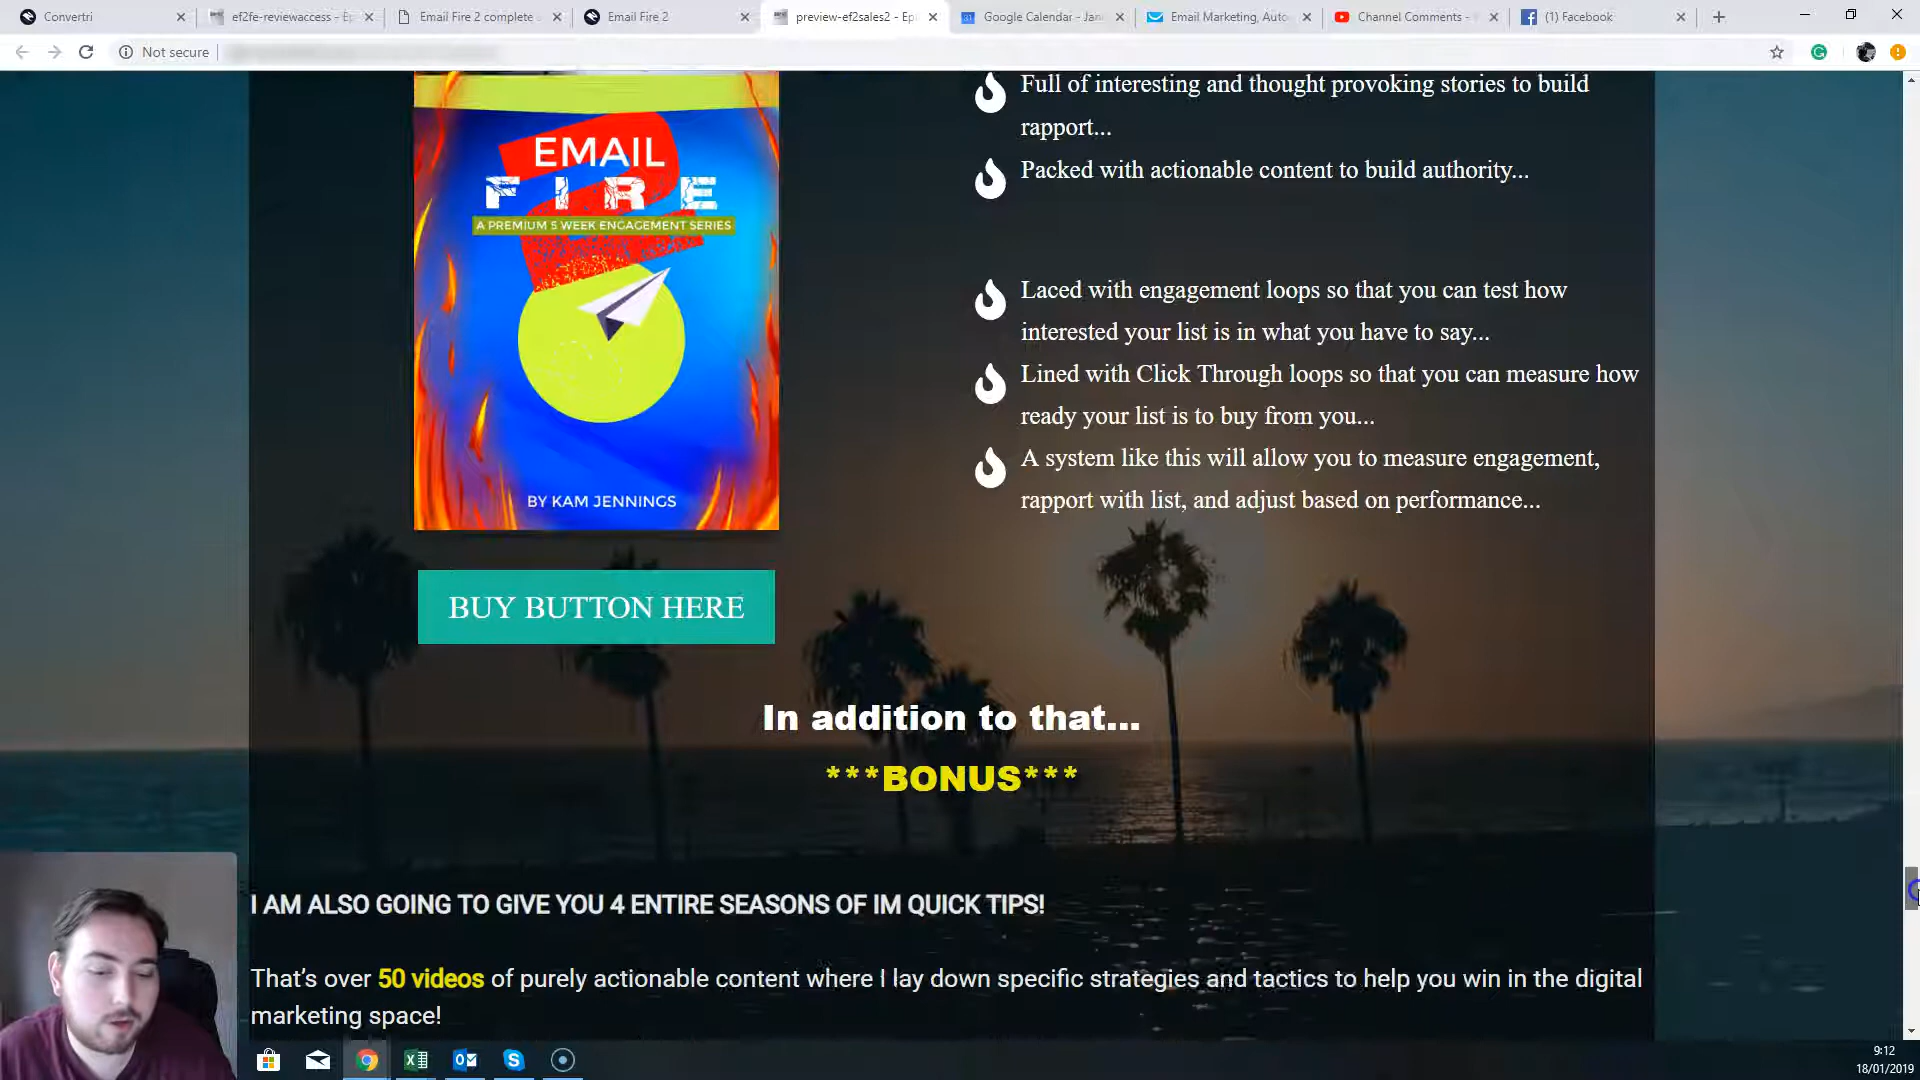 Convertri
ef2fe-reviewaccess - Ep
Email Fire 2 complete
Email Fire 2
preview-ef2sales2 - Ep
Google Calendar - Jan
Email Marketing, Auto
Channel Comments -
(1) Facebook
Not secure
Full of interesting and thought provoking stories to build
rapport...
Packed with actionable content to build authority...
EMAIL
FIRE
A PREMIUM 5 WEEK ENGAGEMENT SERIES
Laced with engagement loops so that you can test how
interested your list is in what you have to say...
Lined with Click Through loops so that you can measure how
ready your list is to buy from you...
A system like this will allow you to measure engagement,
rapport with list, and adjust based on performance...
BY KAM JENNINGS
BUY BUTTON HERE
In addition to that...
***BONUS***
I AM ALSO GOING TO GIVE YOU 4 ENTIRE SEASONS OF IM QUICK TIPS!
That's over 50 videos of purely actionable content where I lay down specific strategies and tactics to help you win in the digital
marketing space!
9:12
18/01/2019